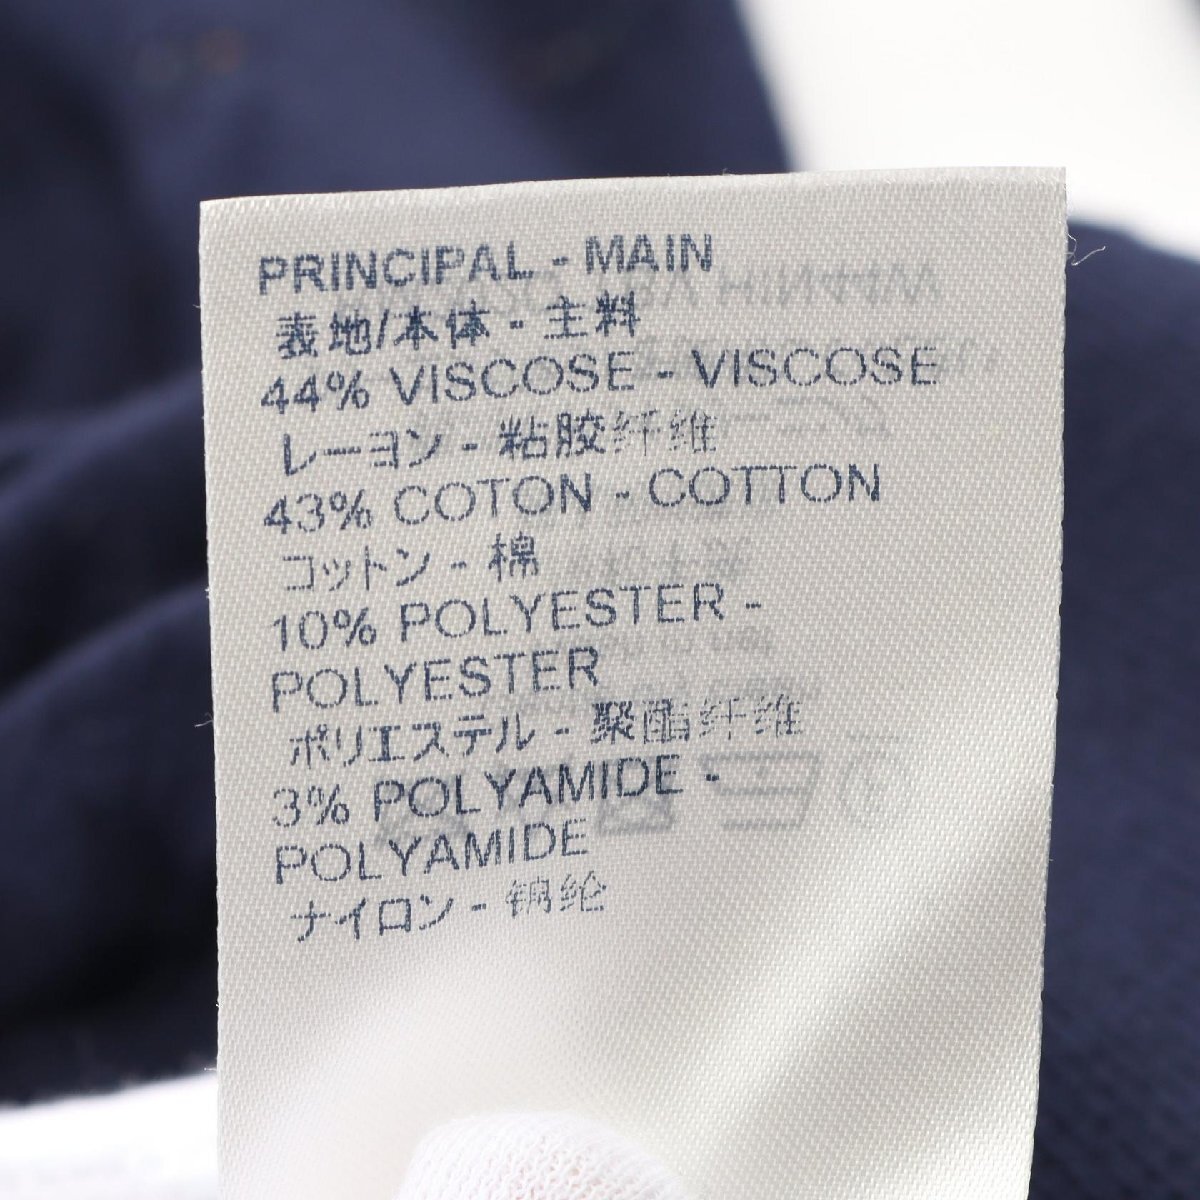 PRINCIPAL - MAIN
表地/本体 - 主料
44% VISCOSE - VISCOSE
レーヨン - 粘胶纤维
43% COTON - COTTON
コットン - 棉
10% POLYESTER -
POLYESTER
ポリエステル - 聚酯纤维
3% POLYAMIDE -
POLYAMIDE
ナイロン - 锦纶